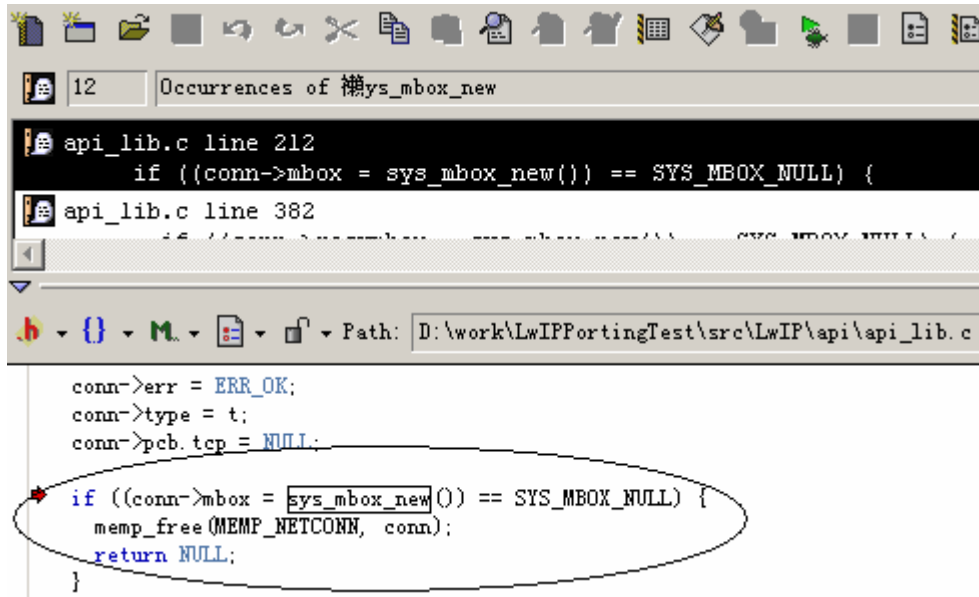 12 Occurrences of 禬ys_mbox_new
api_lib.c line 212
if ((conn->mbox = sys_mbox_new()) == SYS_MBOX_NULL) {
api_lib.c line 382
.h {} M. Path: D:\work\LwIPPortingTest\src\LwIP\api\api_lib.c
conn->err = ERR_OK;
conn->type = t;
conn->pcb.tcp = NULL;
if ((conn->mbox = sys_mbox_new()) == SYS_MBOX_NULL) {
memp_free(MEMP_NETCONN, conn);
return NULL;
}